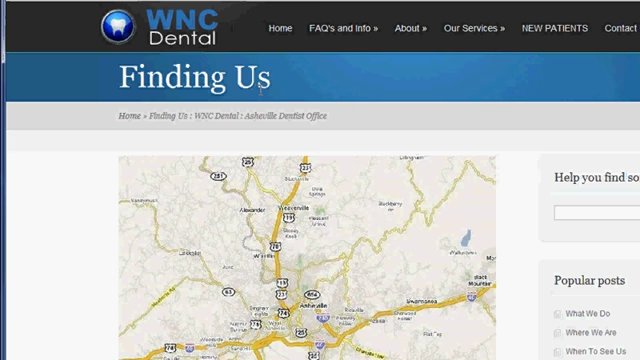 WNC
Dental
Home FAQ's and Info » About » Our Services » NEW PATIENTS Contact
Finding Us
Home » Finding Us : WNC Dental : Asheville Dentist Office
Help you find so
Alexander
Weaverville
Asheville
Swannanoa
Black
Mountain
Popular posts
What We Do
Where We Are
When To See Us